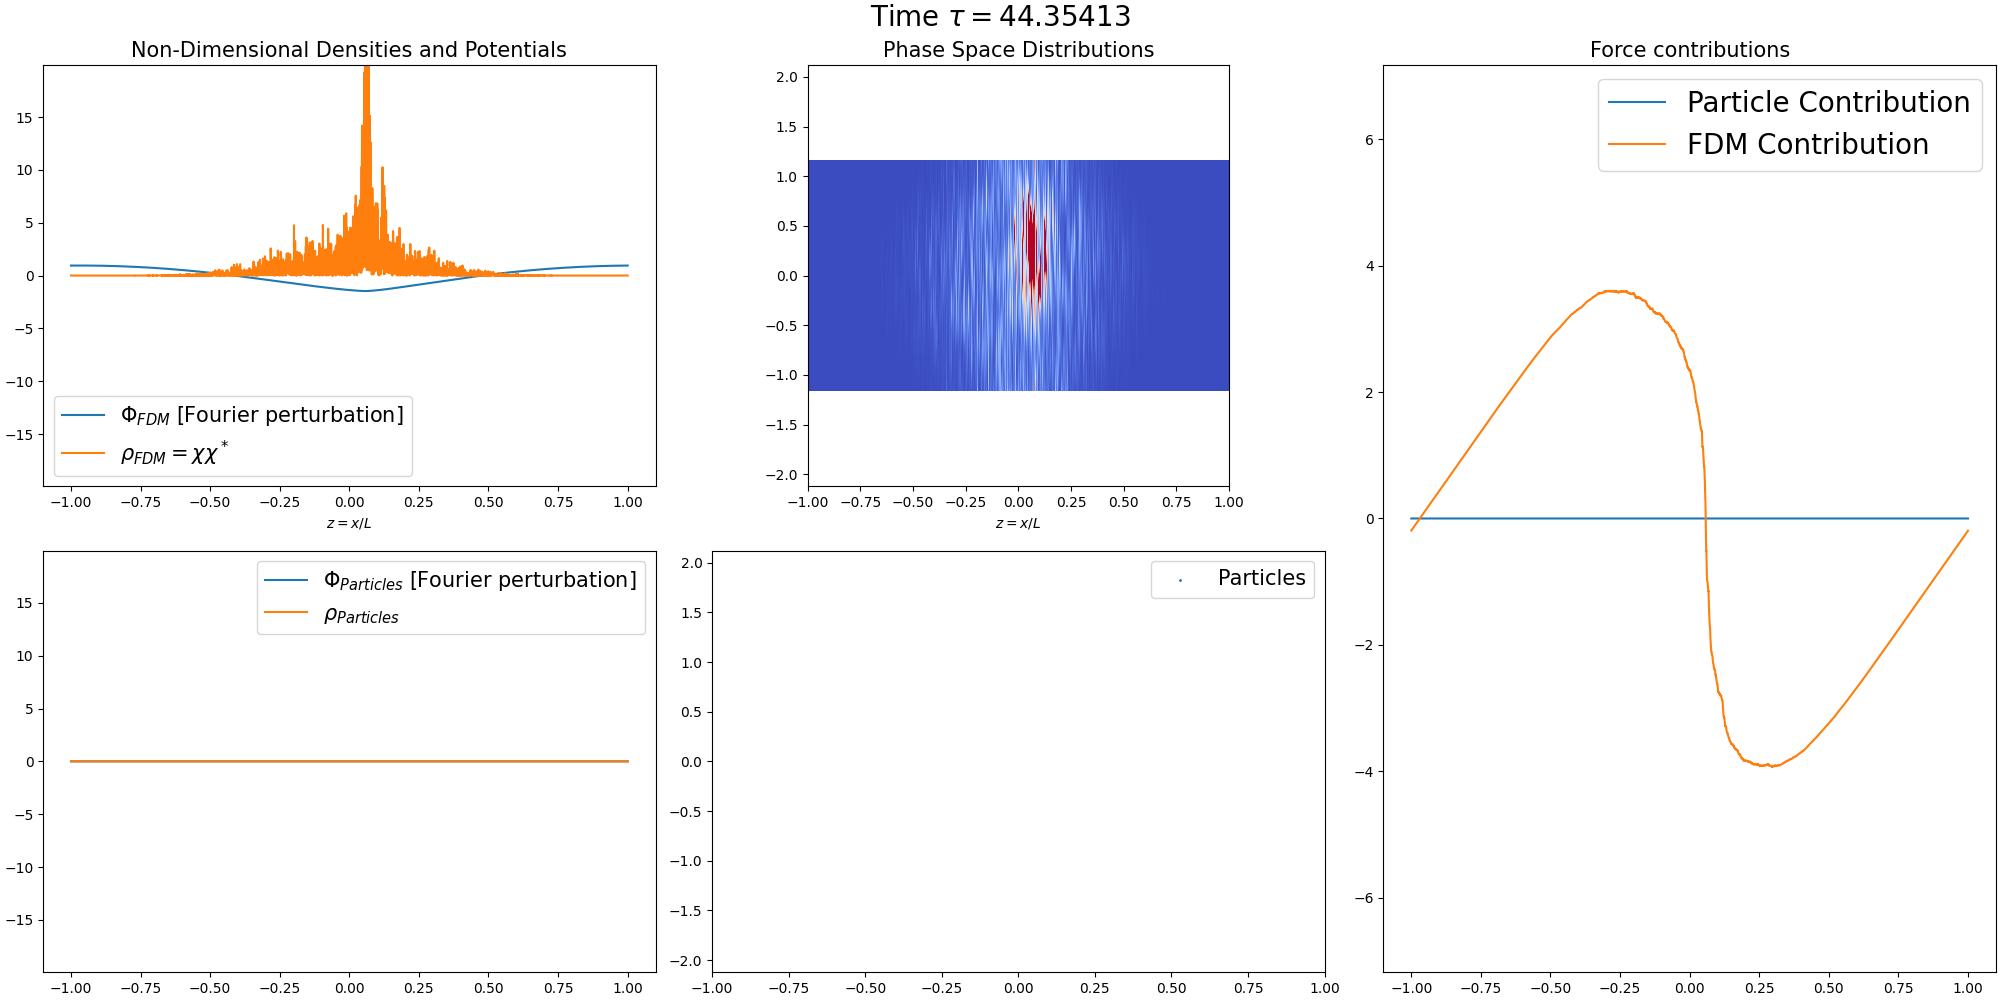 Time τ = 44.35413
Non-Dimensional Densities and Potentials
15
10
5
0
−5
−10
−15
Φ_FDM [Fourier perturbation]
ρ_FDM = χχ*
−1.00 −0.75 −0.50 −0.25 0.00 0.25 0.50 0.75 1.00
z = x/L
Phase Space Distributions
2.0
1.5
1.0
0.5
0.0
−0.5
−1.0
−1.5
−2.0
−1.00 −0.75 −0.50 −0.25 0.00 0.25 0.50 0.75 1.00
z = x/L
Force contributions
Particle Contribution
FDM Contribution
6
4
2
0
−2
−4
−6
−1.00 −0.75 −0.50 −0.25 0.00 0.25 0.50 0.75 1.00
Φ_Particles [Fourier perturbation]
ρ_Particles
15
10
5
0
−5
−10
−15
−1.00 −0.75 −0.50 −0.25 0.00 0.25 0.50 0.75 1.00
Particles
2.0
1.5
1.0
0.5
0.0
−0.5
−1.0
−1.5
−2.0
−1.00 −0.75 −0.50 −0.25 0.00 0.25 0.50 0.75 1.00